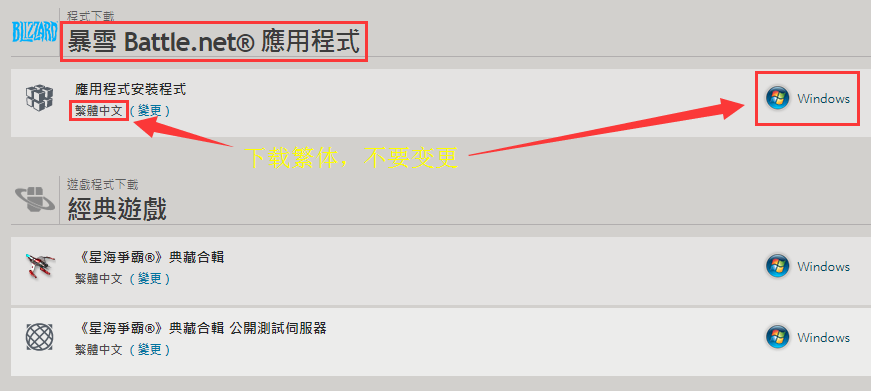 程式下載
BLIZZARD
暴雪 Battle.net® 應用程式
應用程式安裝程式
繁體中文 ( 變更 )
Windows
下载繁体，不要变更
遊戲程式下載
經典遊戲
《星海爭霸®》典藏合輯
繁體中文 ( 變更 )
Windows
《星海爭霸®》典藏合輯 公開測試伺服器
繁體中文 ( 變更 )
Windows